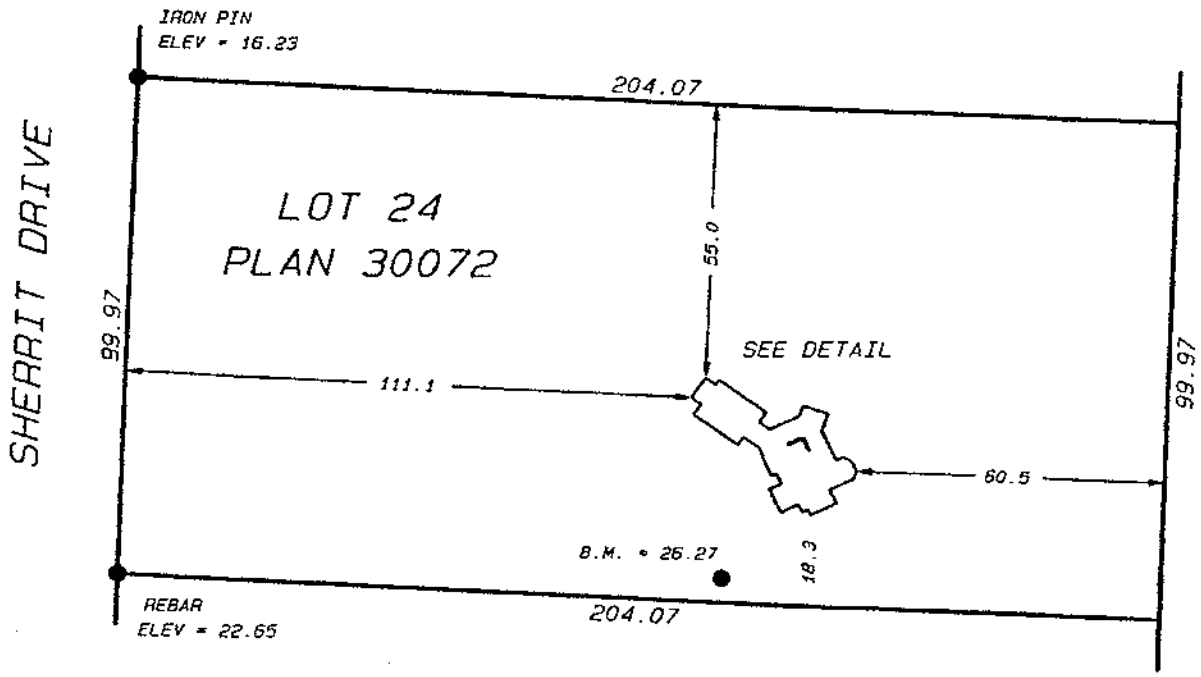 IRON PIN
ELEV = 16.23
204.07
SHERRIT DRIVE
LOT 24
PLAN 30072
55.0
99.97
SEE DETAIL
99.97
111.1
60.5
B.M. = 26.27
18.3
REBAR
ELEV = 22.65
204.07